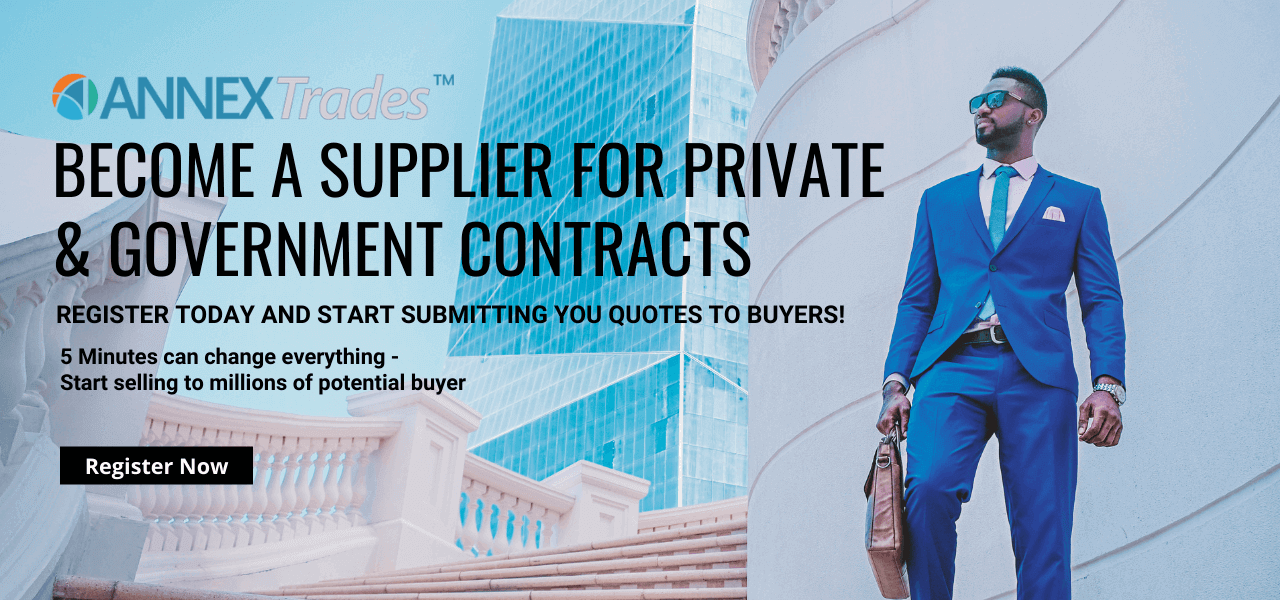 ANNEXTrades™
BECOME A SUPPLIER FOR PRIVATE
& GOVERNMENT CONTRACTS
REGISTER TODAY AND START SUBMITTING YOU QUOTES TO BUYERS!
5 Minutes can change everything -
Start selling to millions of potential buyer
Register Now